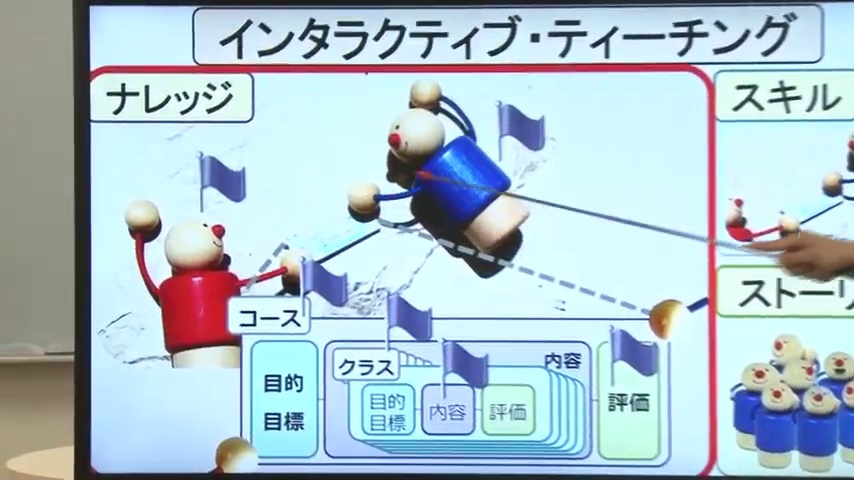 インタラクティブ・ティーチング
ナレッジ
スキル
ストーリ
コース
クラス
内容
目的
目標
目的
目標
内容
評価
評価